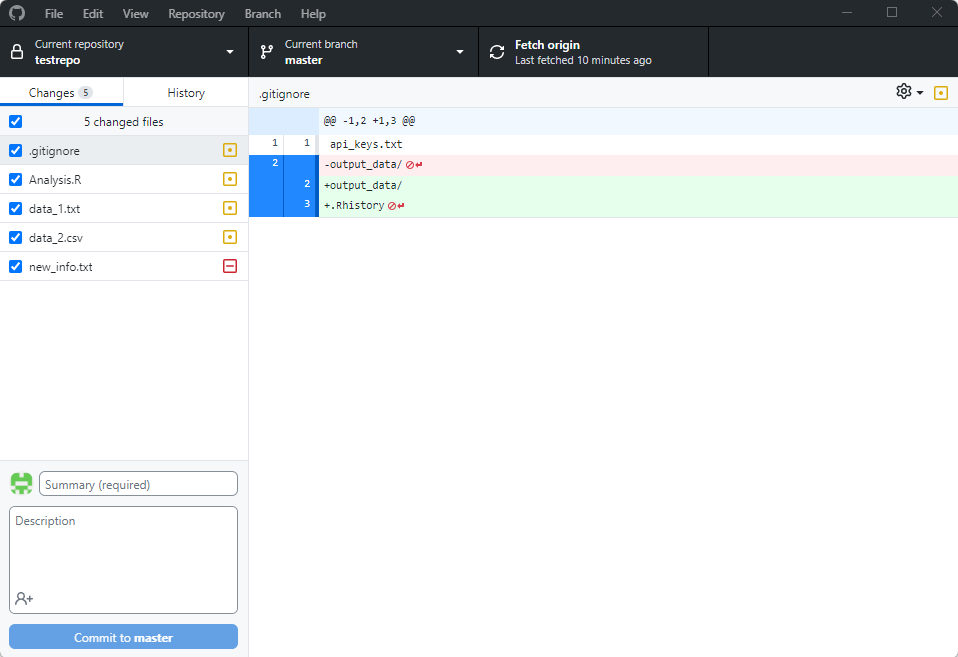 File Edit View Repository Branch Help
Current repository
testrepo
Current branch
master
Fetch origin
Last fetched 10 minutes ago
Changes 5
History
5 changed files
.gitignore
Analysis.R
data_1.txt
data_2.csv
new_info.txt
.gitignore
@@ -1,2 +1,3 @@
1 1 api_keys.txt
2 -output_data/
2 +output_data/
3 +.Rhistory
Summary (required)
Description
Commit to master